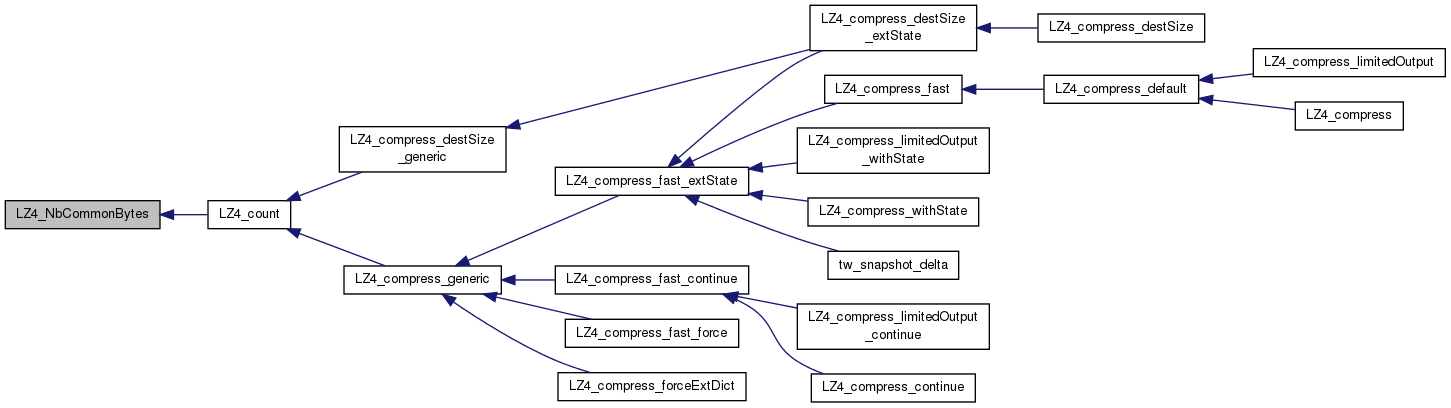 LZ4_compress_destSize
_extState
LZ4_compress_destSize
LZ4_compress_limitedOutput
LZ4_compress_fast
LZ4_compress_default
LZ4_compress
LZ4_compress_destSize
_generic
LZ4_compress_limitedOutput
_withState
LZ4_compress_fast_extState
LZ4_NbCommonBytes
LZ4_count
LZ4_compress_withState
tw_snapshot_delta
LZ4_compress_generic
LZ4_compress_fast_continue
LZ4_compress_limitedOutput
_continue
LZ4_compress_fast_force
LZ4_compress_forceExtDict
LZ4_compress_continue